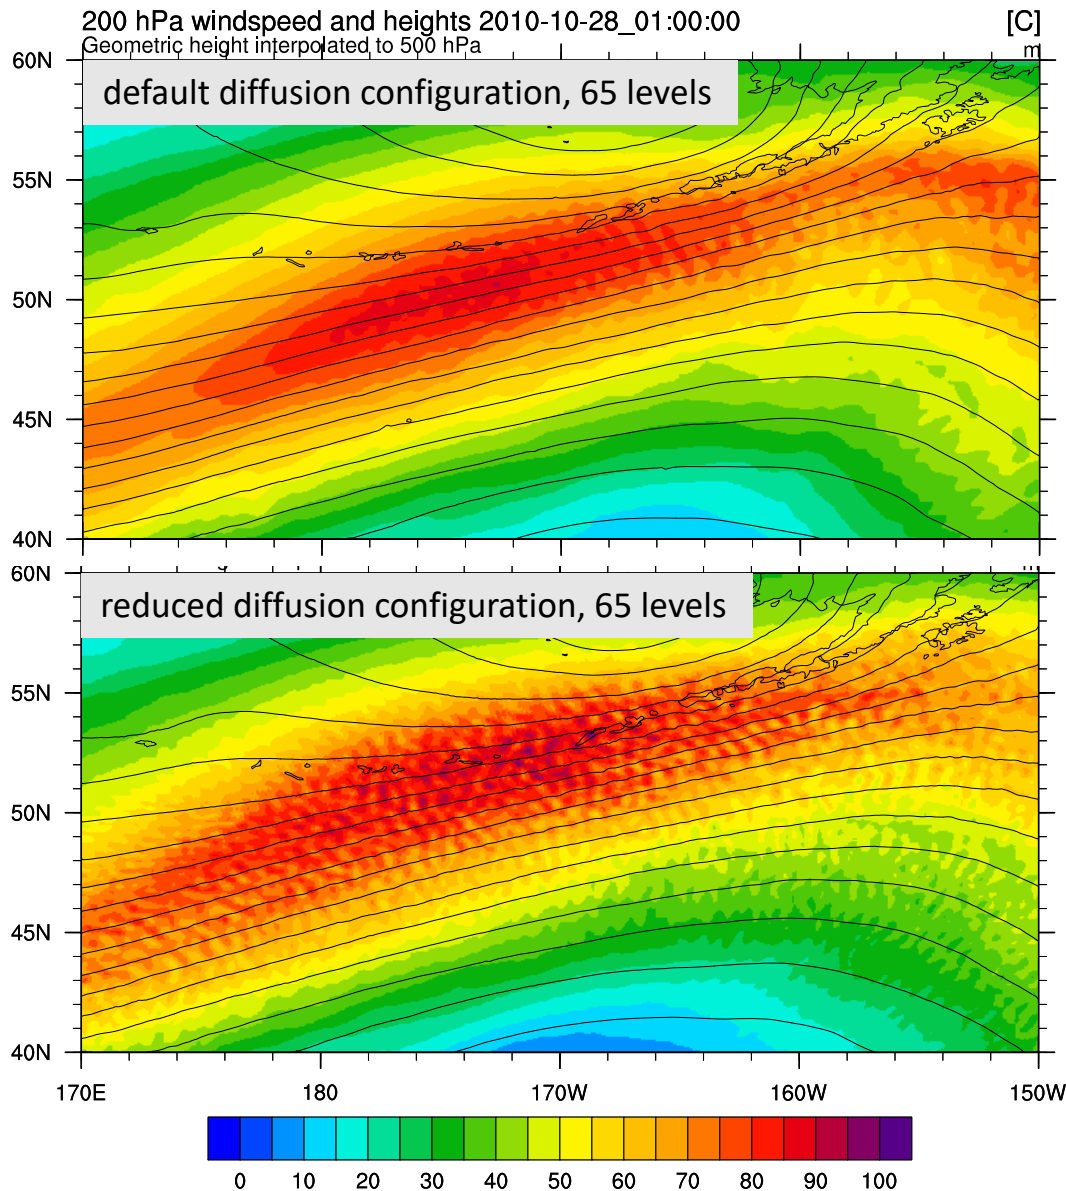 200 hPa windspeed and heights 2010-10-28_01:00:00 [C]
Geometric height interpolated to 500 hPa m
60N
default diffusion configuration, 65 levels
55N
50N
45N
40N
60N
reduced diffusion configuration, 65 levels
55N
50N
45N
40N
170E 180 170W 160W 150W
0 10 20 30 40 50 60 70 80 90 100